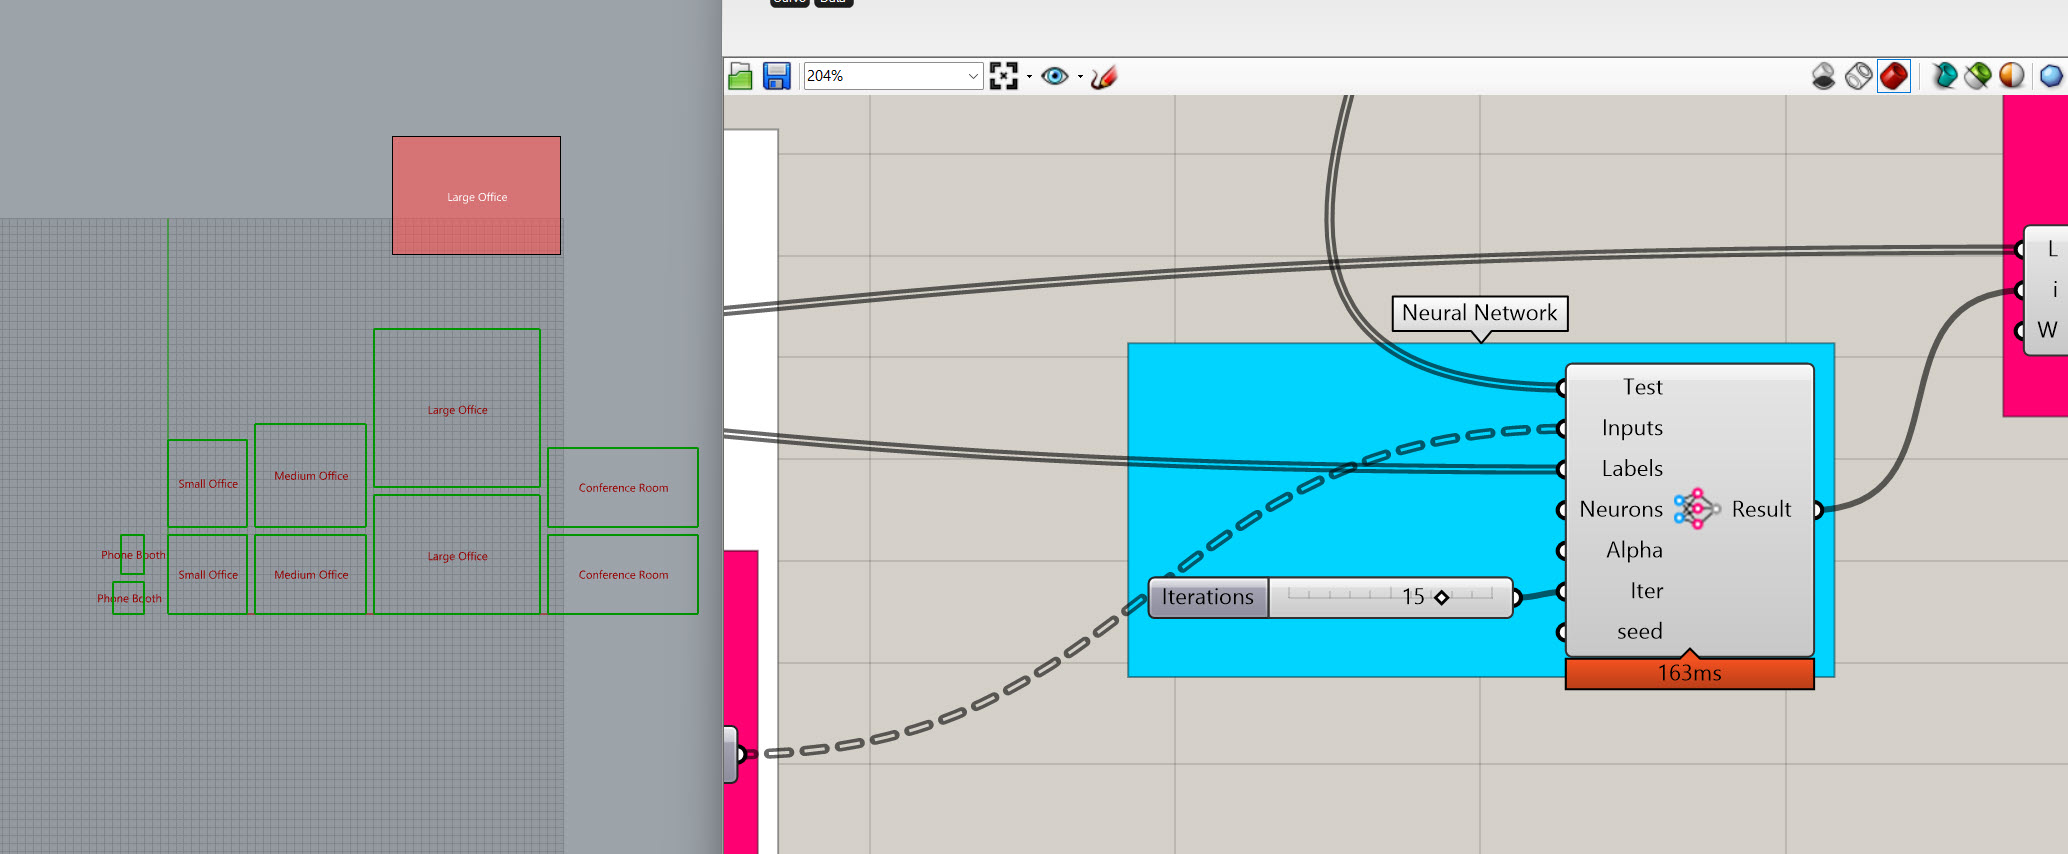 204%
Large Office
Large Office
Small Office
Medium Office
Conference Room
Large Office
Phone Booth
Small Office
Medium Office
Conference Room
Phone Booth
Neural Network
Test
Inputs
Labels
Neurons
Result
Alpha
Iterations
15
Iter
seed
163ms
L
i
W